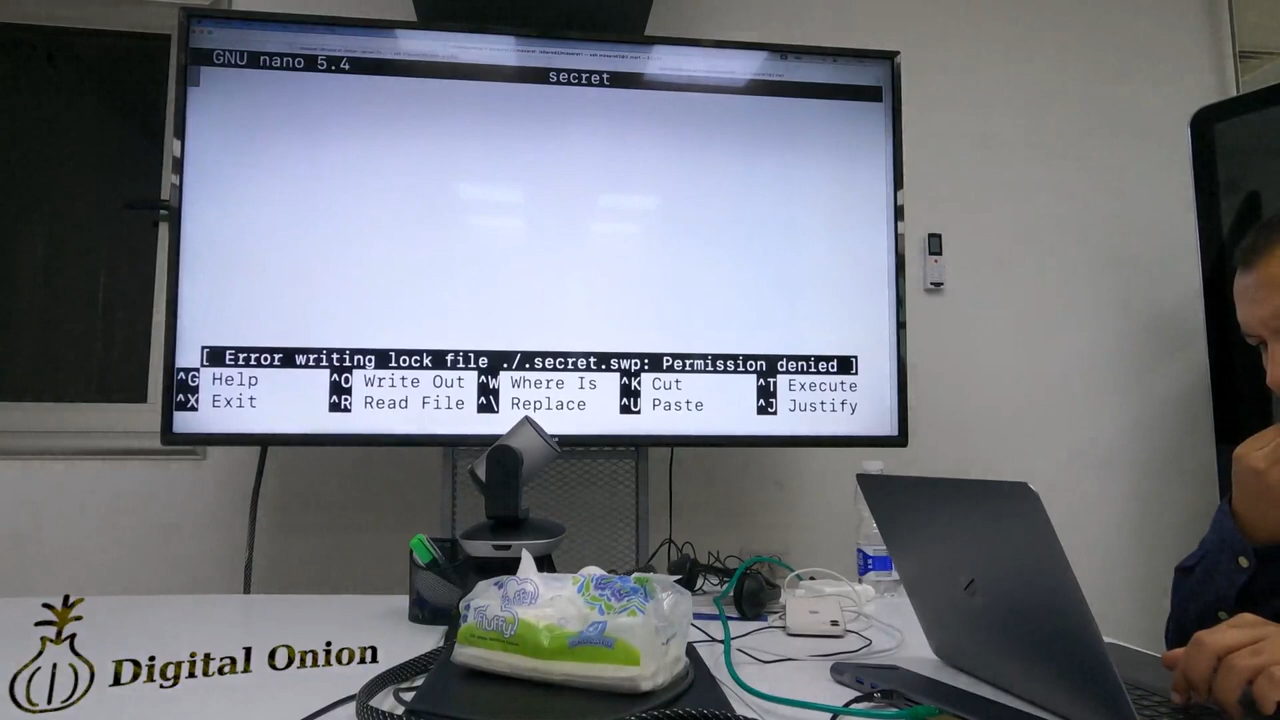 GNU nano 5.4
secret
[ Error writing lock file ./.secret.swp: Permission denied ]
^G Help ^O Write Out ^W Where Is ^K Cut ^T Execute
^X Exit ^R Read File ^\ Replace ^U Paste ^J Justify
Fluffy!
Digital Onion